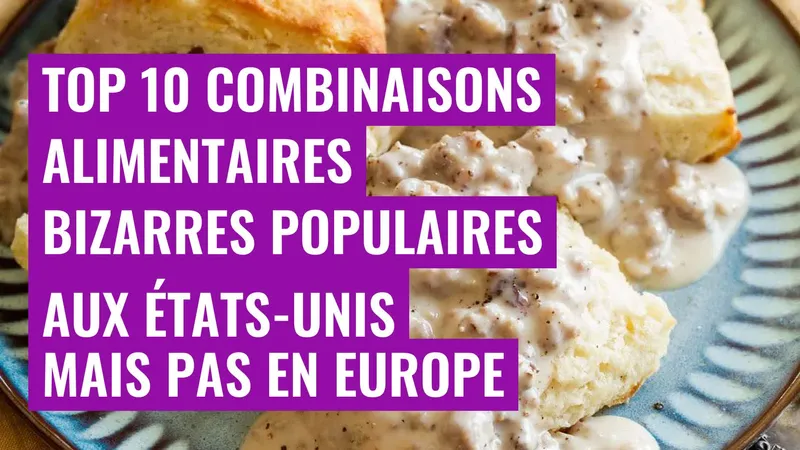 TOP 10 COMBINAISONS
ALIMENTAIRES
BIZARRES POPULAIRES
AUX ÉTATS-UNIS
MAIS PAS EN EUROPE